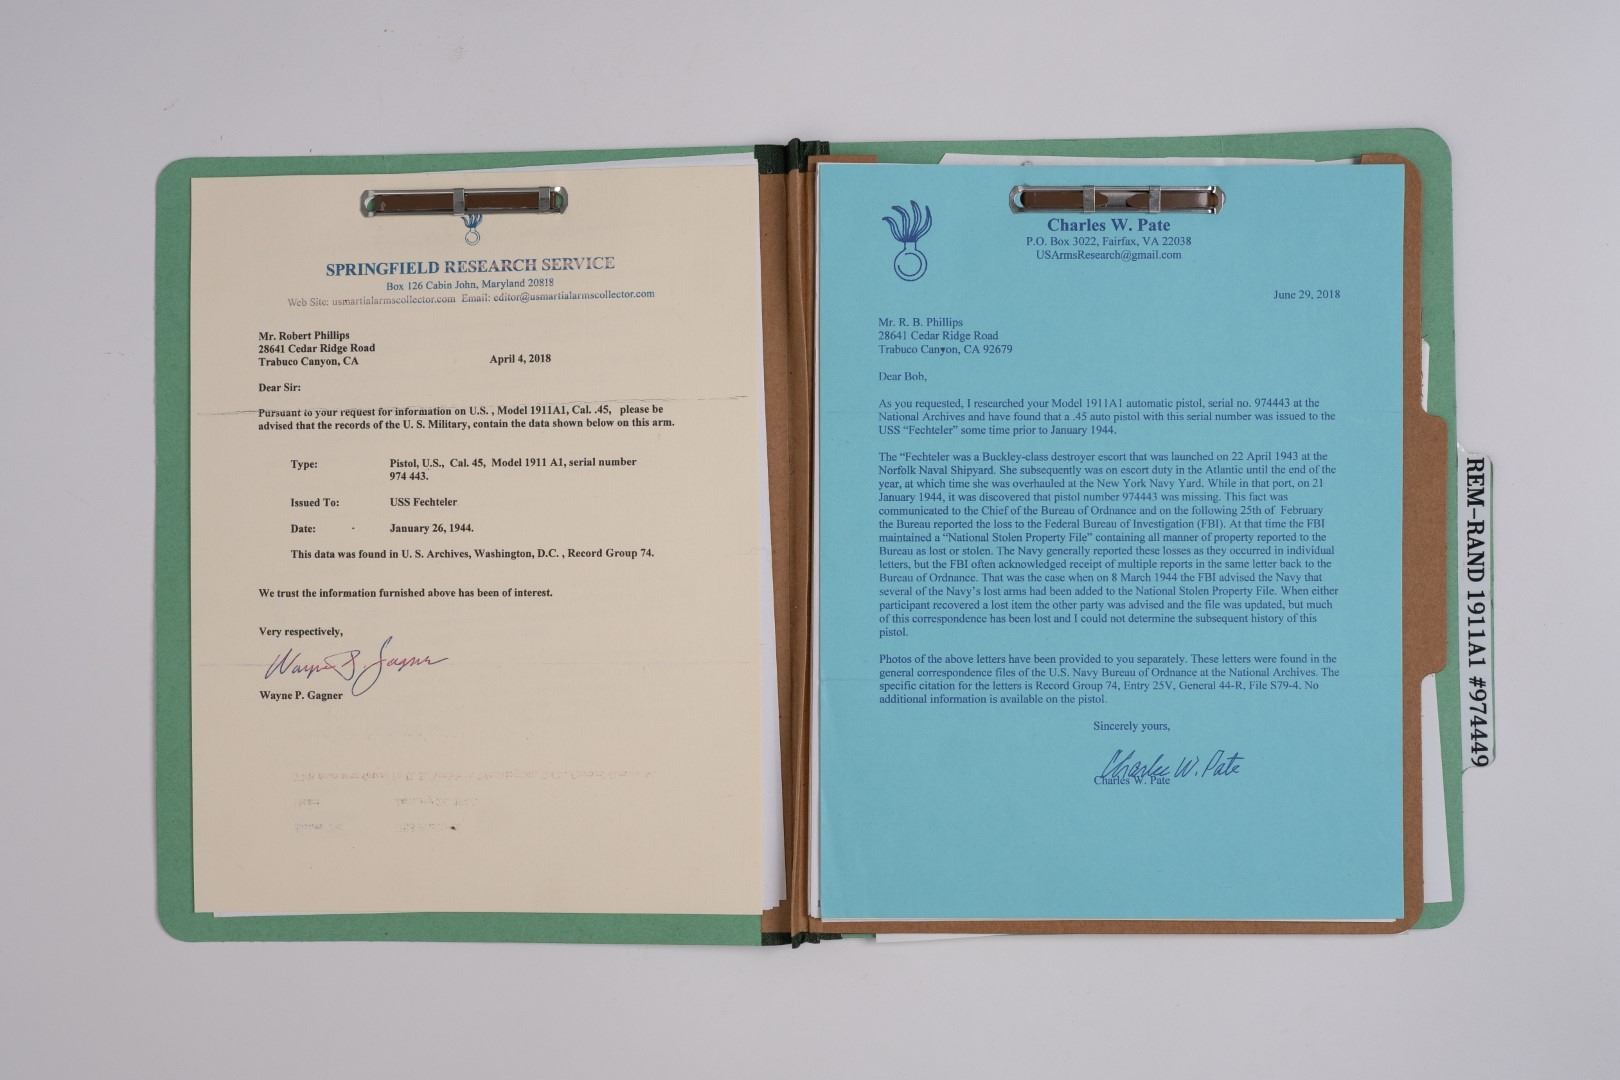 SPRINGFIELD RESEARCH SERVICE
Box 126 Cabin John, Maryland 20818
Web Site: usmartialarmscollector.com Email: editor@usmartialarmscollector.com
Mr. Robert Phillips
28641 Cedar Ridge Road
Trabuco Canyon, CA
April 4, 2018
Dear Sir:
Pursuant to your request for information on U.S. , Model 1911A1, Cal. .45, please be
advised that the records of the U. S. Military, contain the data shown below on this arm.
Type: Pistol, U.S., Cal. 45, Model 1911 A1, serial number
974 443.
Issued To: USS Fechteler
Date: - January 26, 1944.
This data was found in U. S. Archives, Washington, D.C. , Record Group 74.
We trust the information furnished above has been of interest.
Very respectively,
Wayne P. Gagner
Wayne P. Gagner
Charles W. Pate
P.O. Box 3022, Fairfax, VA 22038
USArmsResearch@gmail.com
June 29, 2018
Mr. R. B. Phillips
28641 Cedar Ridge Road
Trabuco Canyon, CA 92679
Dear Bob,
As you requested, I researched your Model 1911A1 automatic pistol, serial no. 974443 at the
National Archives and have found that a .45 auto pistol with this serial number was issued to the
USS “Fechteler” some time prior to January 1944.
The “Fechteler was a Buckley-class destroyer escort that was launched on 22 April 1943 at the
Norfolk Naval Shipyard. She subsequently was on escort duty in the Atlantic until the end of the
year, at which time she was overhauled at the New York Navy Yard. While in that port, on 21
January 1944, it was discovered that pistol number 974443 was missing. This fact was
communicated to the Chief of the Bureau of Ordnance and on the following 25th of February
the Bureau reported the loss to the Federal Bureau of Investigation (FBI). At that time the FBI
maintained a “National Stolen Property File” containing all manner of property reported to the
Bureau as lost or stolen. The Navy generally reported these losses as they occurred in individual
letters, but the FBI often acknowledged receipt of multiple reports in the same letter back to the
Bureau of Ordnance. That was the case when on 8 March 1944 the FBI advised the Navy that
several of the Navy’s lost arms had been added to the National Stolen Property File. When either
participant recovered a lost item the other party was advised and the file was updated, but much
of this correspondence has been lost and I could not determine the subsequent history of this
pistol.
Photos of the above letters have been provided to you separately. These letters were found in the
general correspondence files of the U.S. Navy Bureau of Ordnance at the National Archives. The
specific citation for the letters is Record Group 74, Entry 25V, General 44-R, File S79-4. No
additional information is available on the pistol.
Sincerely yours,
Charles W. Pate
Charles W. Pate
REM-RAND 1911A1 #974449